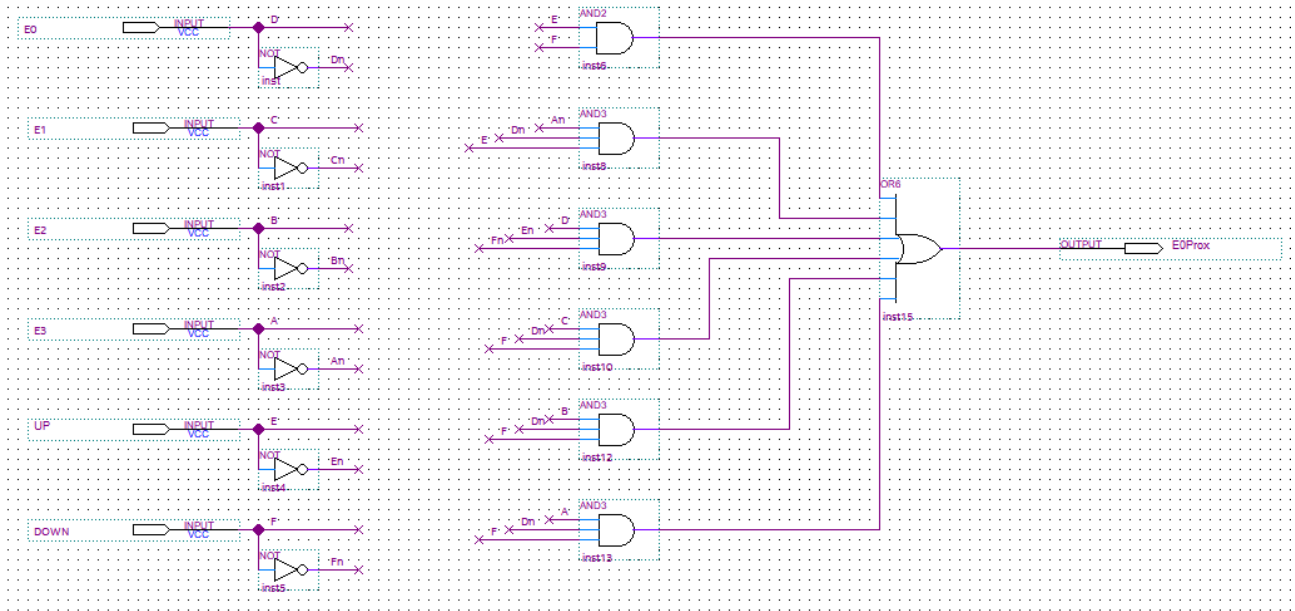 E0
INPUT
VCC
D
NOT
Dn
inst
E1
INPUT
VCC
C
NOT
Cn
inst1
E2
INPUT
VCC
B
NOT
Bn
inst2
E3
INPUT
VCC
A
NOT
An
inst3
UP
INPUT
VCC
E
NOT
En
inst4
DOWN
INPUT
VCC
F
NOT
Fn
inst5
AND2
E
F
inst6
AND3
An
Dn
E
inst8
AND3
D
En
Fn
inst9
AND3
C
Dn
F
inst10
AND3
B
Dn
F
inst12
AND3
A
Dn
F
inst13
OR6
inst15
OUTPUT
E0Prox